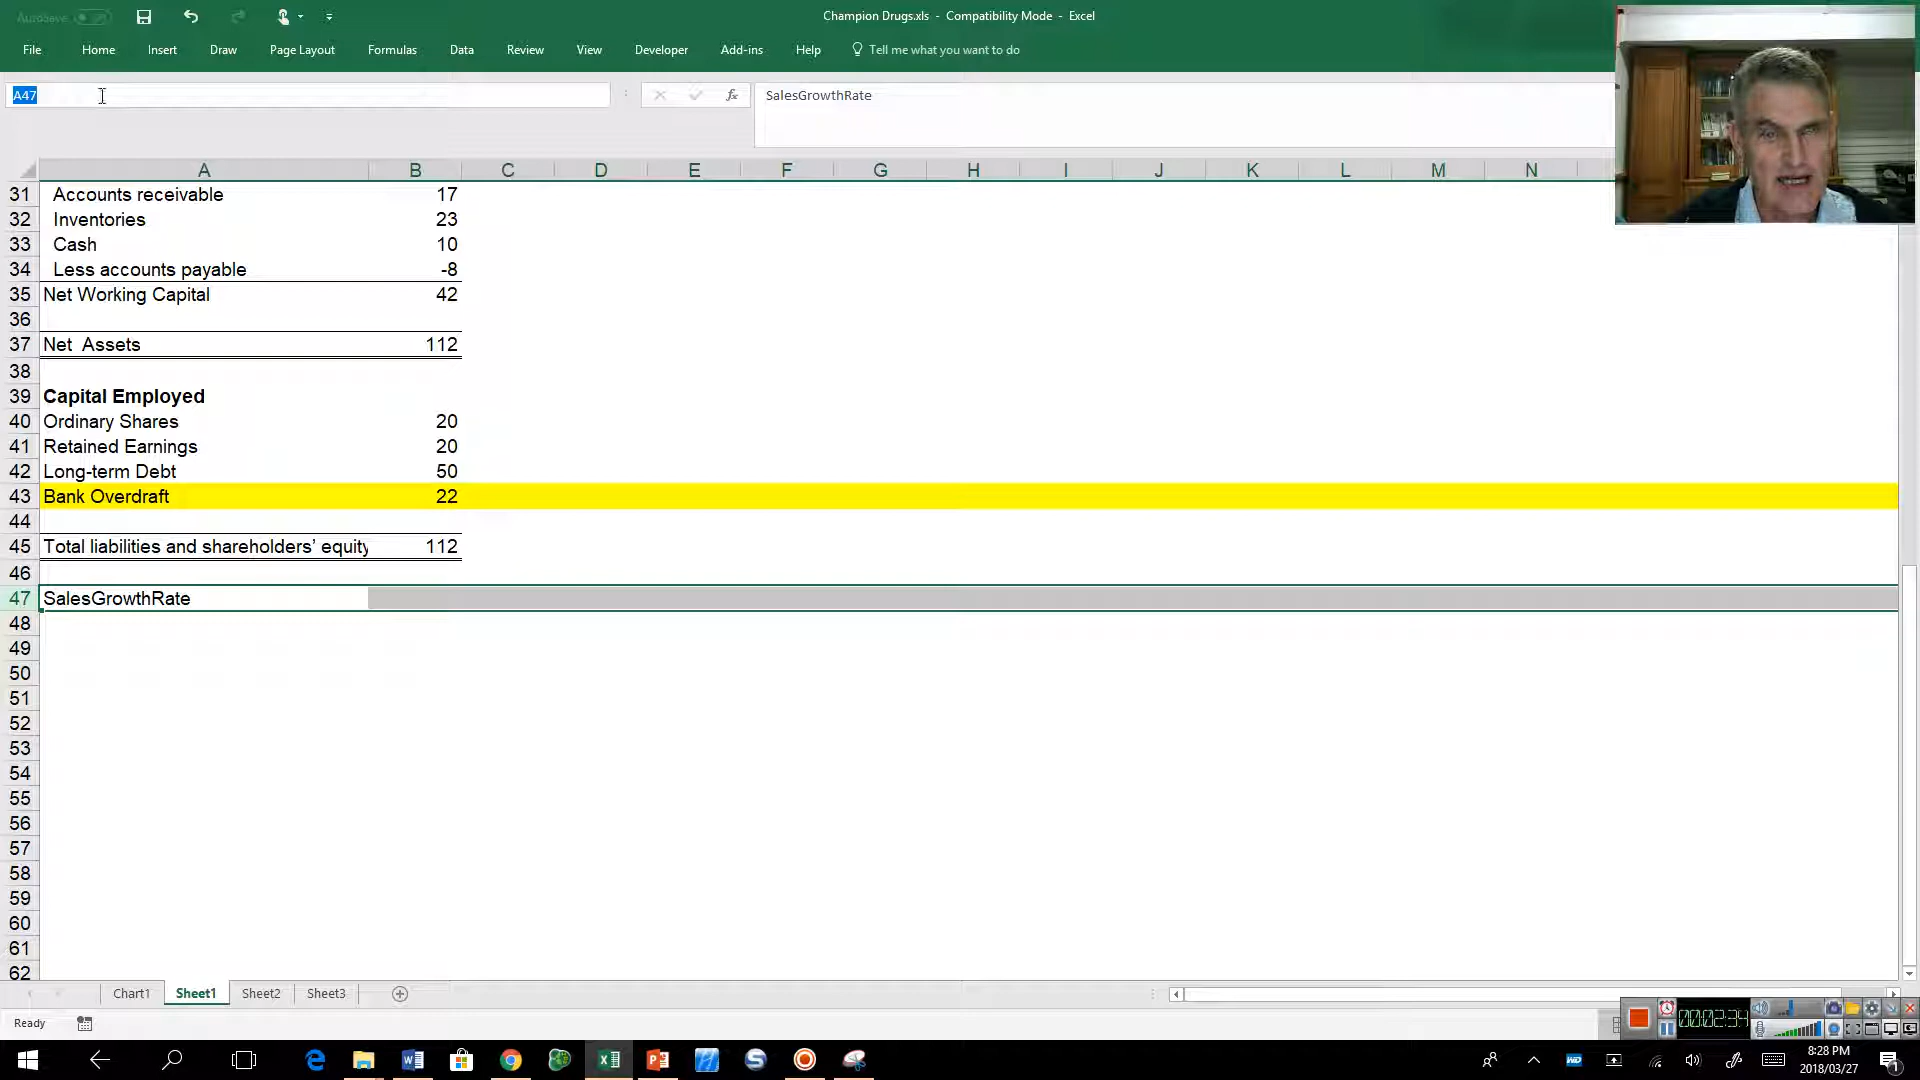 AutoSave
Champion Drugs.xls - Compatibility Mode - Excel
File Home Insert Draw Page Layout Formulas Data Review View Developer Add-ins Help Tell me what you want to do
A47 fx SalesGrowthRate
A B C D E F G H I J K L M N
31 Accounts receivable 17
32 Inventories 23
33 Cash 10
34 Less accounts payable -8
35 Net Working Capital 42
36
37 Net Assets 112
38
39 Capital Employed
40 Ordinary Shares 20
41 Retained Earnings 20
42 Long-term Debt 50
43 Bank Overdraft 22
44
45 Total liabilities and shareholders’ equity 112
46
47 SalesGrowthRate
48
49
50
51
52
53
54
55
56
57
58
59
60
61
62
Chart1 Sheet1 Sheet2 Sheet3
Ready
00:02:34
8:28 PM
2018/03/27
1